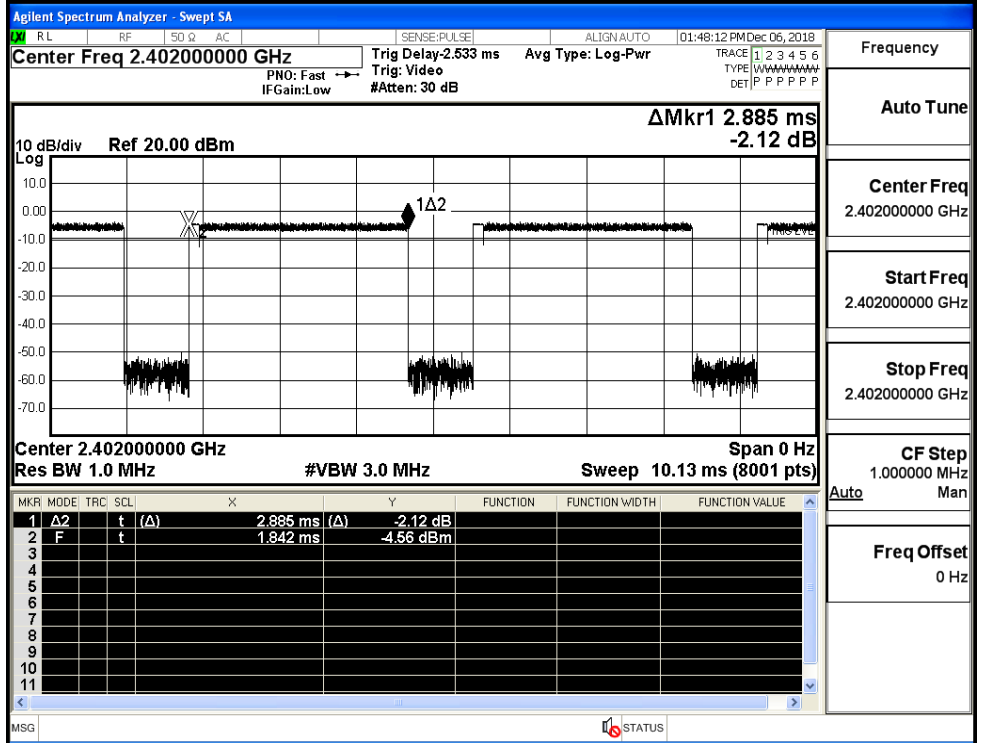 Agilent Spectrum Analyzer - Swept SA
LXI RL RF 50 Ω AC SENSE:PULSE ALIGN AUTO 01:48:12 PM Dec 06, 2018
Center Freq 2.402000000 GHz
PNO: Fast
IFGain:Low
Trig Delay-2.533 ms
Trig: Video
#Atten: 30 dB
Avg Type: Log-Pwr
TRACE 1 2 3 4 5 6
TYPE WWWWWW
DET P P P P P P
ΔMkr1 2.885 ms
-2.12 dB
10 dB/div Ref 20.00 dBm
Log
10.0
0.00
-10.0
-20.0
-30.0
-40.0
-50.0
-60.0
-70.0
1Δ2
2
Center 2.402000000 GHz Span 0 Hz
Res BW 1.0 MHz #VBW 3.0 MHz Sweep 10.13 ms (8001 pts)
MKR MODE TRC SCL X Y FUNCTION FUNCTION WIDTH FUNCTION VALUE
1 Δ2 t (Δ) 2.885 ms (Δ) -2.12 dB
2 F t 1.842 ms -4.56 dBm
3
4
5
6
7
8
9
10
11
MSG STATUS
Frequency
Auto Tune
Center Freq
2.402000000 GHz
Start Freq
2.402000000 GHz
Stop Freq
2.402000000 GHz
CF Step
1.000000 MHz
Auto Man
Freq Offset
0 Hz